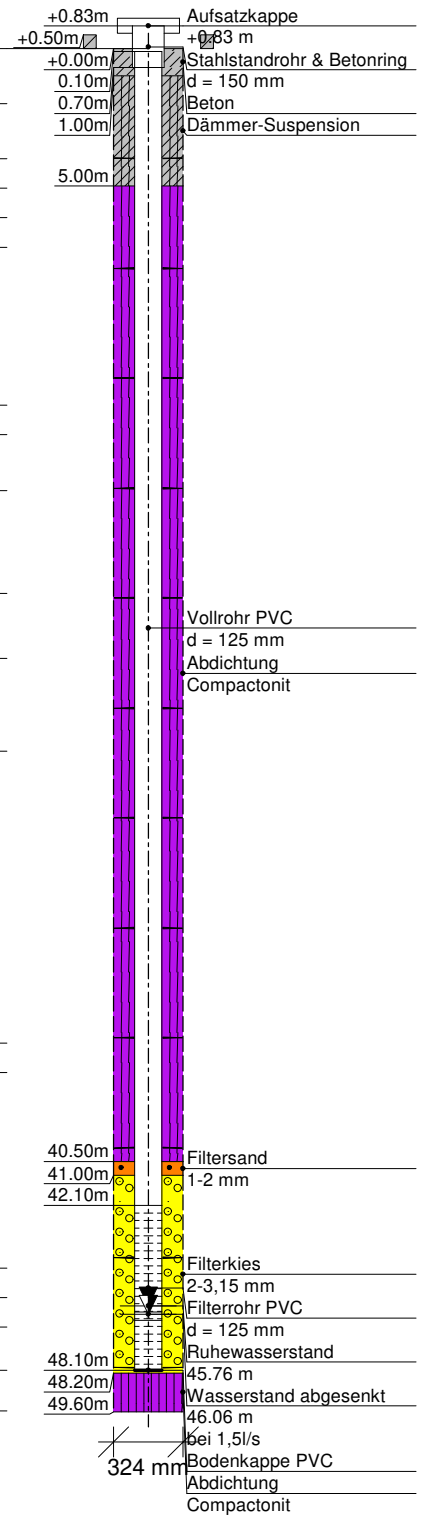 +0.83m
Aufsatzkappe
+0.50m
+0.83 m
+0.00m
Stahlstandrohr & Betonring
0.10m
d = 150 mm
0.70m
Beton
1.00m
Dämmer-Suspension
5.00m
Vollrohr PVC
d = 125 mm
Abdichtung
Compactonit
40.50m
Filtersand
41.00m
1-2 mm
42.10m
Filterkies
2-3,15 mm
Filterrohr PVC
d = 125 mm
48.10m
Ruhewasserstand
48.20m
45.76 m
49.60m
Wasserstand abgesenkt
46.06 m
bei 1,5l/s
324 mm
Bodenkappe PVC
Abdichtung
Compactonit